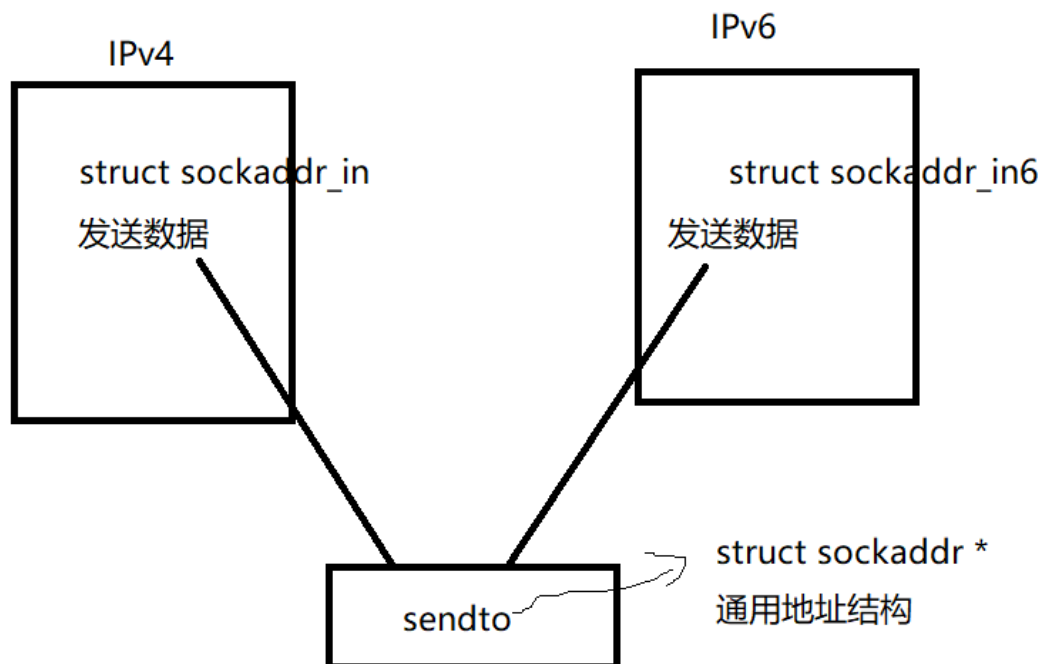 IPv4
struct sockaddr_in
发送数据
IPv6
struct sockaddr_in6
发送数据
sendto
struct sockaddr *
通用地址结构